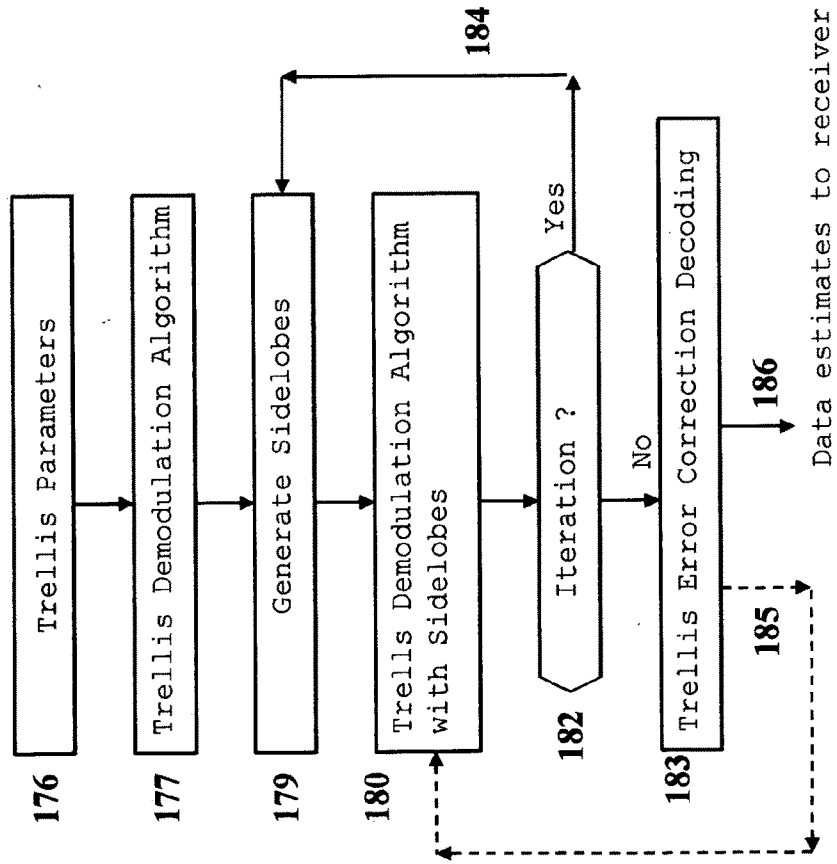 176
Trellis Parameters
177
Trellis Demodulation Algorithm
179
Generate Sidelobes
184
180
Trells Demodulation Algorithm
with Sidelobes
182
Iteration ?
Yes
No
183
Trellis Error Correction Decoding
185
186
Data estimates to receiver